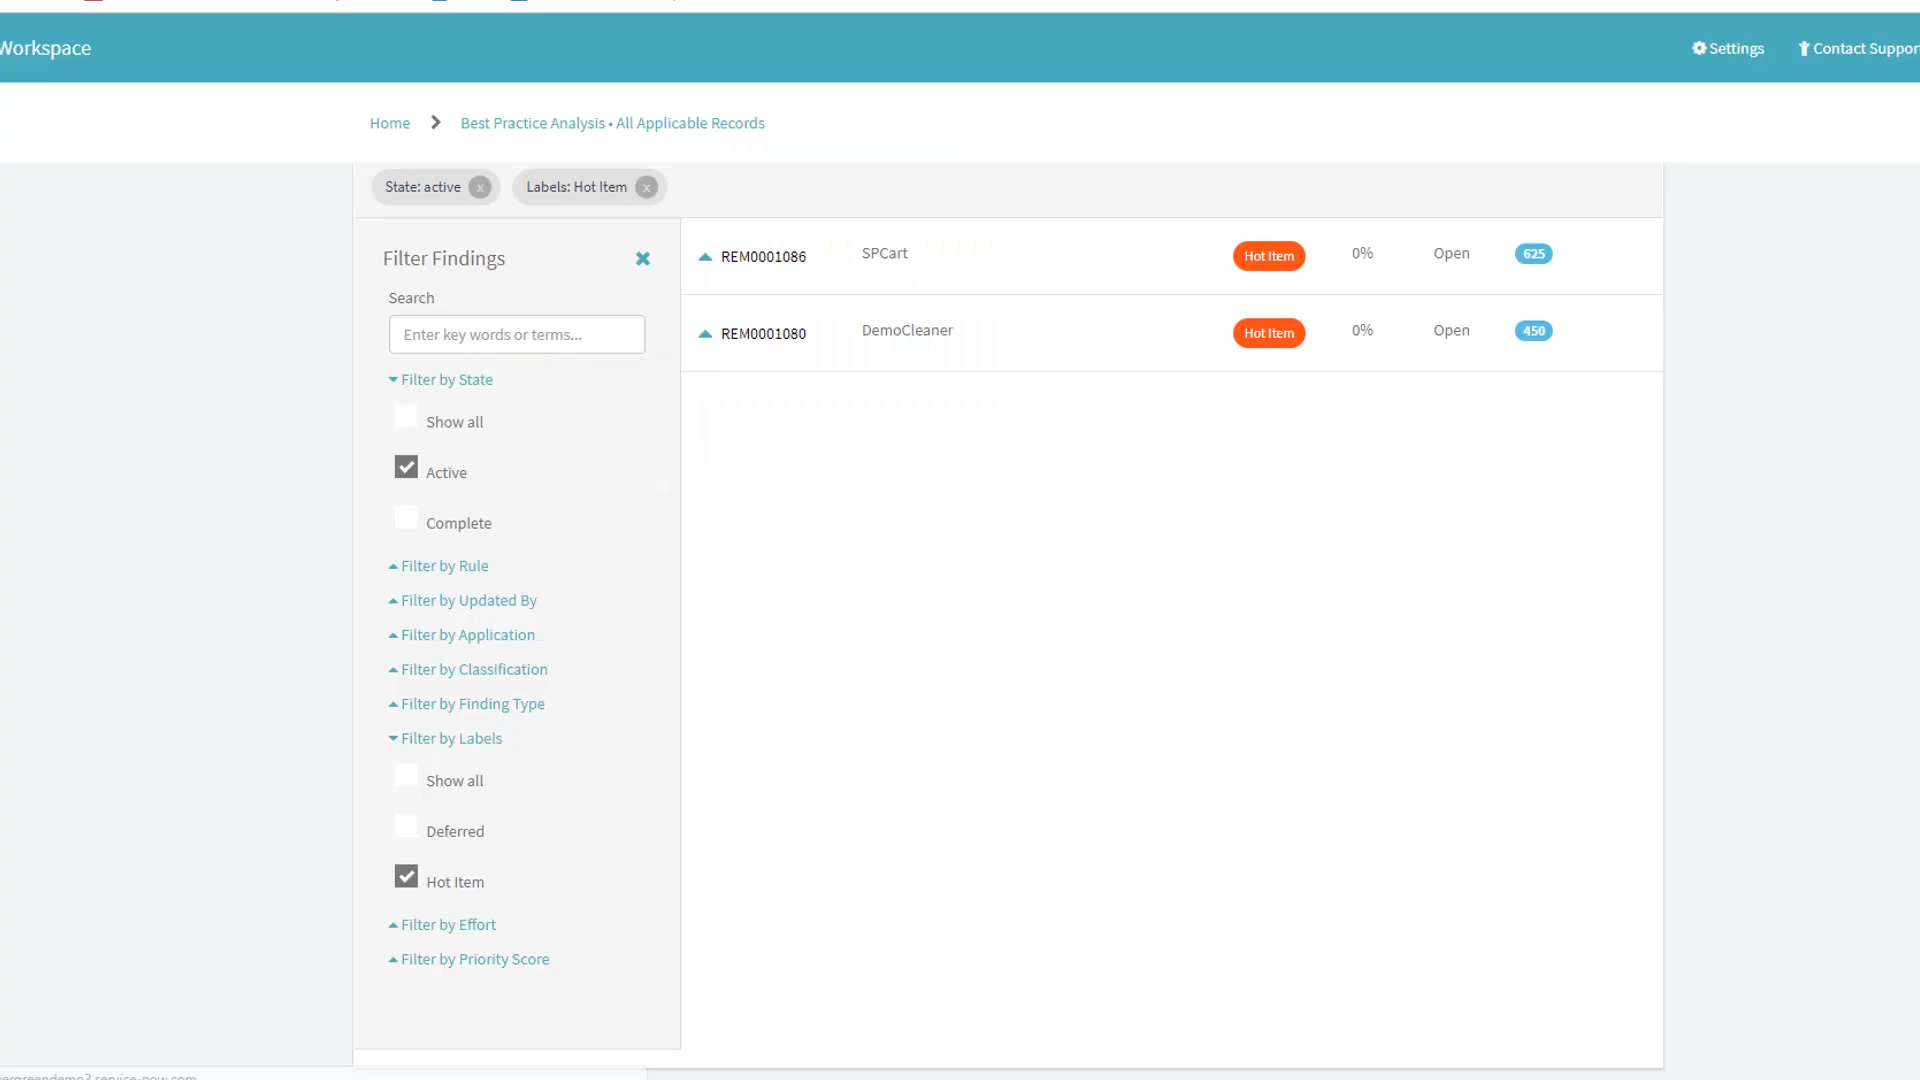 Workspace
Settings
Contact Suppor
Home
Best Practice Analysis • All Applicable Records
State: active x
Labels: Hot Item x
Filter Findings
Search
Enter key words or terms...
Filter by State
Show all
Active
Complete
Filter by Rule
Filter by Updated By
Filter by Application
Filter by Classification
Filter by Finding Type
Filter by Labels
Show all
Deferred
Hot Item
Filter by Effort
Filter by Priority Score
REM0001086 SPCart Hot Item 0% Open 625
REM0001080 DemoCleaner Hot Item 0% Open 450